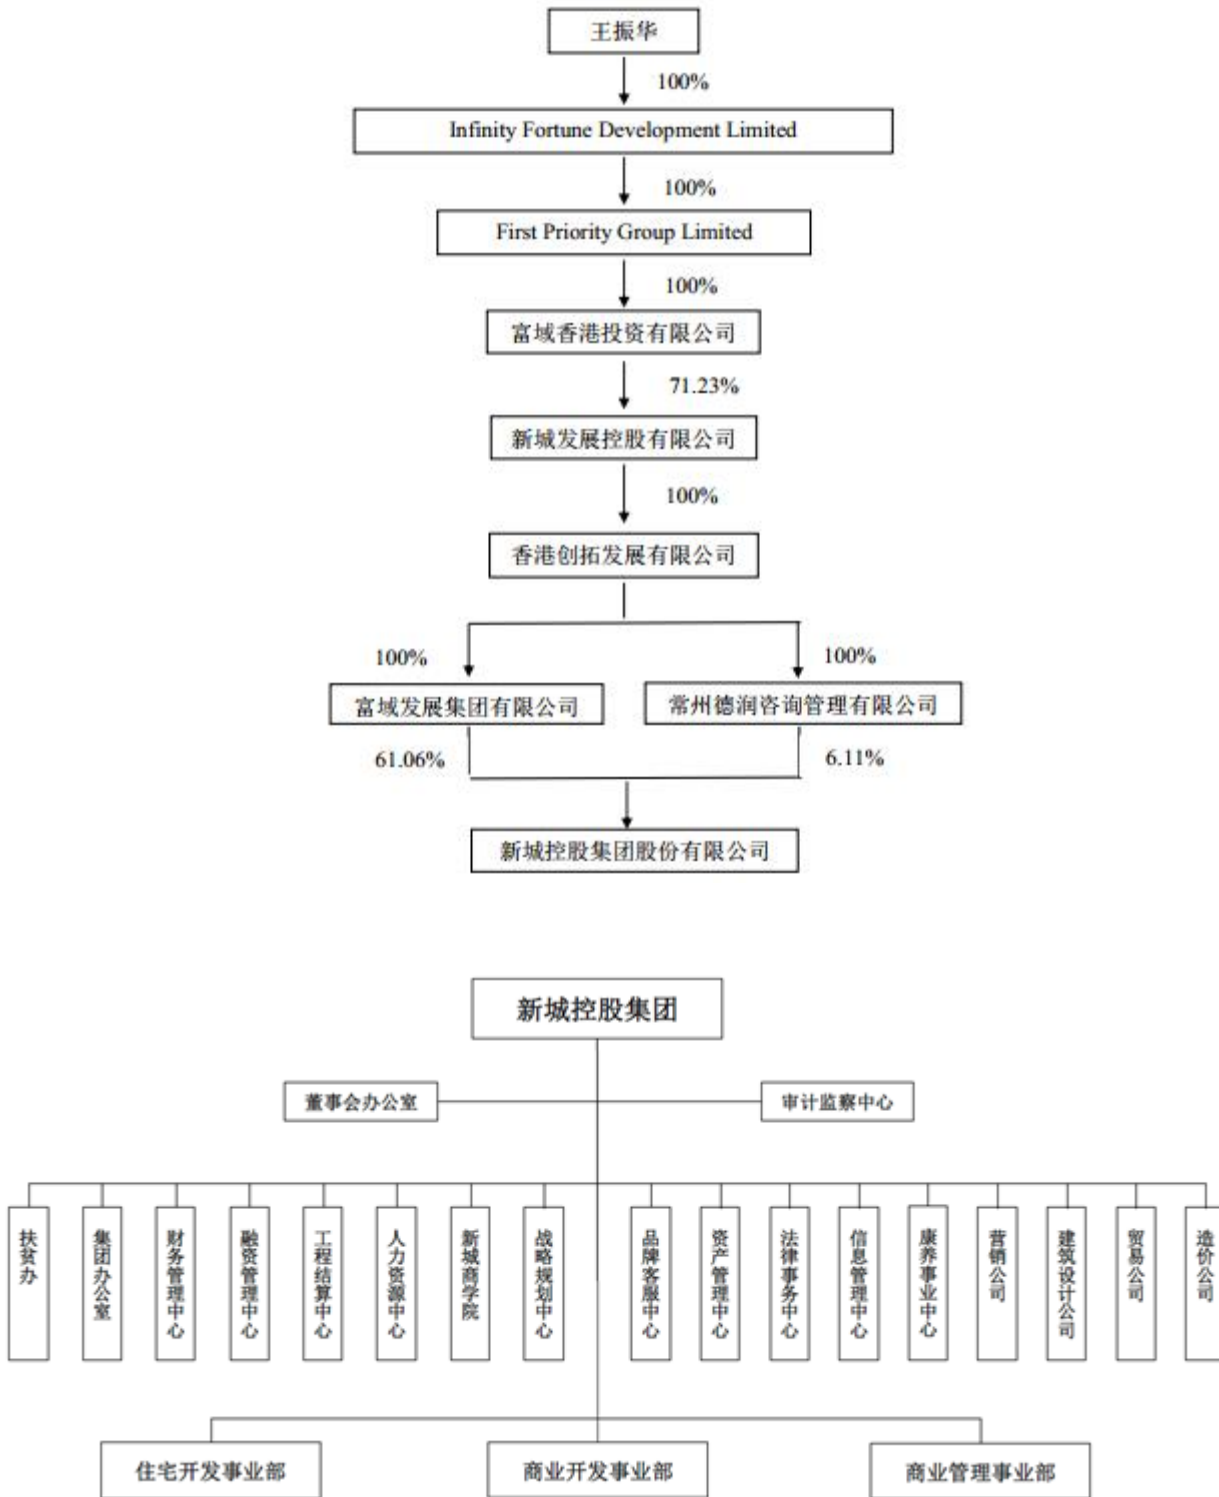 王振华
100%
Infinity Fortune Development Limited
100%
First Priority Group Limited
100%
富域香港投资有限公司
71.23%
新城发展控股有限公司
100%
香港创拓发展有限公司
100%
100%
富域发展集团有限公司
常州德润咨询管理有限公司
61.06%
6.11%
新城控股集团股份有限公司
新城控股集团
董事会办公室
审计监察中心
扶贫办
集团办公室
财务管理中心
融资管理中心
工程结算中心
人力资源中心
新城商学院
战略规划中心
品牌客服中心
资产管理中心
法律事务中心
信息管理中心
康养事业中心
营销公司
建筑设计公司
贸易公司
造价公司
住宅开发事业部
商业开发事业部
商业管理事业部